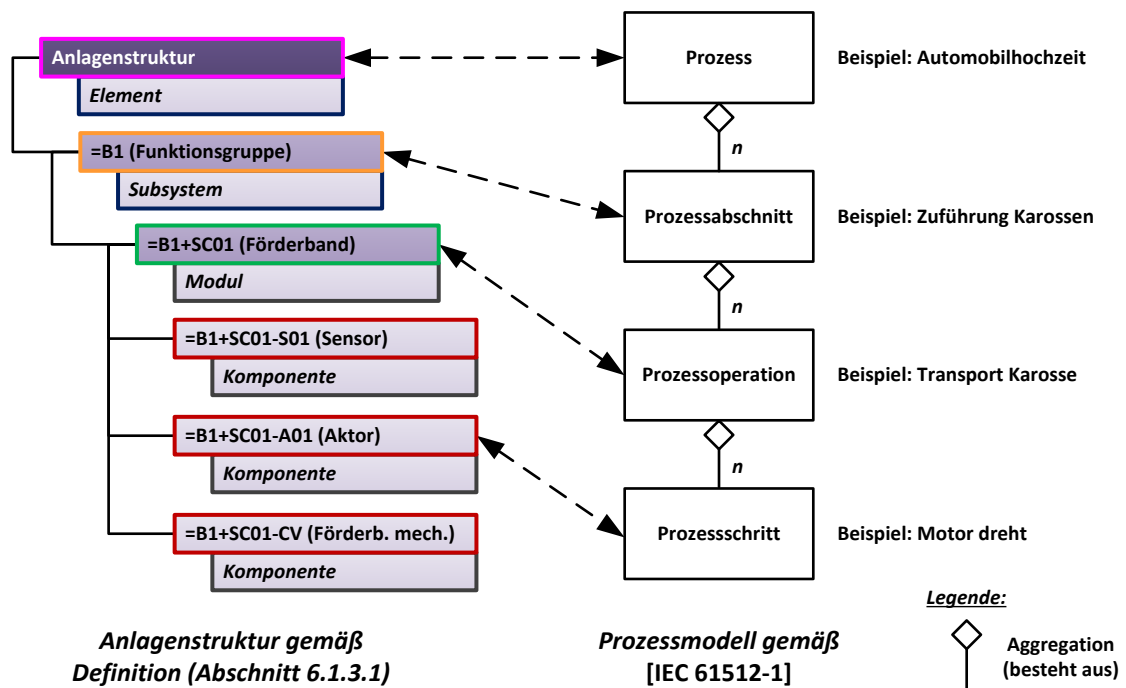 Anlagenstruktur
Element
=B1 (Funktionsgruppe)
Subsystem
=B1+SC01 (Förderband)
Modul
=B1+SC01-S01 (Sensor)
Komponente
=B1+SC01-A01 (Aktor)
Komponente
=B1+SC01-CV (Förderb. mech.)
Komponente
Anlagenstruktur gemäß
Definition (Abschnitt 6.1.3.1)
Prozess
Beispiel: Automobilhochzeit
n
Prozessabschnitt
Beispiel: Zuführung Karossen
n
Prozessoperation
Beispiel: Transport Karosse
n
Prozessschritt
Beispiel: Motor dreht
Prozessmodell gemäß
[IEC 61512-1]
Legende:
Aggregation
(besteht aus)